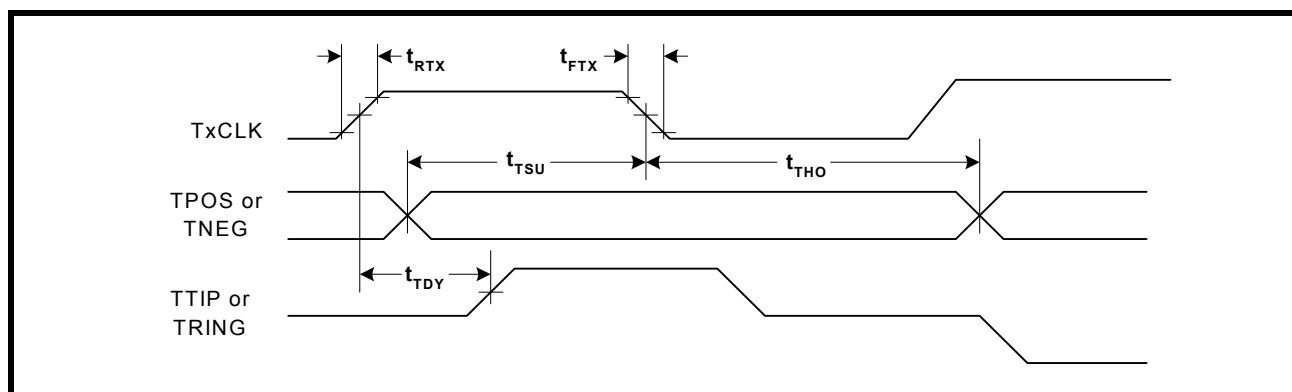 tRTX
tFTX
TxCLK
tTSU
tTHO
TPOS or
TNEG
tTDY
TTIP or
TRING